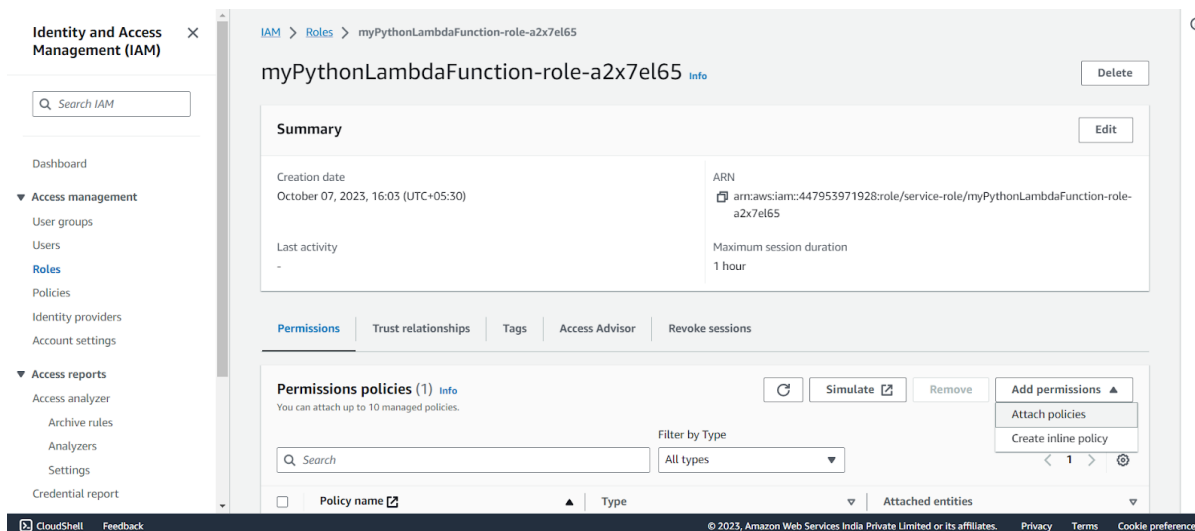 Identity and Access
Management (IAM)
Search IAM
Dashboard
Access management
User groups
Users
Roles
Policies
Identity providers
Account settings
Access reports
Access analyzer
Archive rules
Analyzers
Settings
Credential report
IAM > Roles > myPythonLambdaFunction-role-a2x7el65
myPythonLambdaFunction-role-a2x7el65 Info
Delete
Summary
Edit
Creation date
October 07, 2023, 16:03 (UTC+05:30)
ARN
arn:aws:iam::447953971928:role/service-role/myPythonLambdaFunction-role-
a2x7el65
Last activity
-
Maximum session duration
1 hour
Permissions Trust relationships Tags Access Advisor Revoke sessions
Permissions policies (1) Info
You can attach up to 10 managed policies.
Simulate Remove Add permissions
Attach policies
Create inline policy
Filter by Type
Search All types < 1 >
Policy name Type Attached entities
CloudShell Feedback © 2023, Amazon Web Services India Private Limited or its affiliates. Privacy Terms Cookie preference